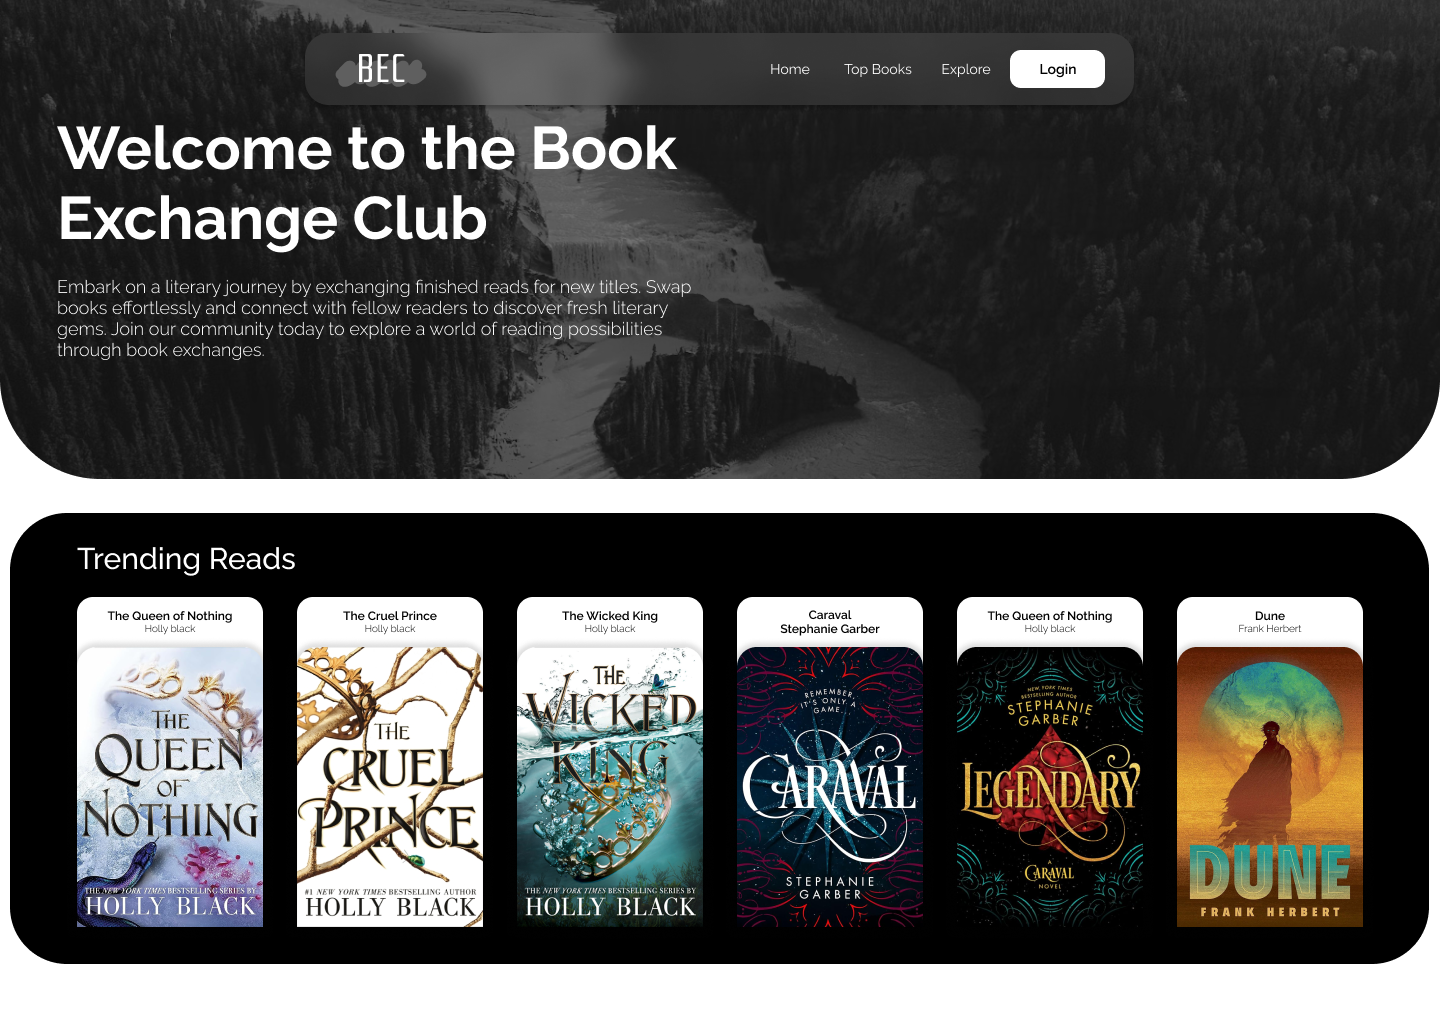 BEC
Home
Top Books
Explore
Login
Welcome to the Book
Exchange Club
Embark on a literary journey by exchanging finished reads for new titles. Swap
books effortlessly and connect with fellow readers to discover fresh literary
gems. Join our community today to explore a world of reading possibilities
through book exchanges.
Trending Reads
The Queen of Nothing
Holly black
THE
QUEEN
OF
NOTHING
THE NEW YORK TIMES BESTSELLING SERIES BY
HOLLY BLACK
The Cruel Prince
Holly black
THE
CRUEL
PRINCE
#1 NEW YORK TIMES BESTSELLING AUTHOR
HOLLY BLACK
The Wicked King
Holly black
THE
WICKED
KING
THE NEW YORK TIMES BESTSELLING SERIES BY
HOLLY BLACK
Caraval
Stephanie Garber
REMEMBER,
IT'S ONLY A
GAME
CARAVAL
STEPHANIE
GARBER
The Queen of Nothing
Holly black
NEW YORK TIMES
BESTSELLING AUTHOR
STEPHANIE
GARBER
LEGENDARY
A
CARAVAL
NOVEL
Dune
Frank Herbert
DUNE
FRANK HERBERT